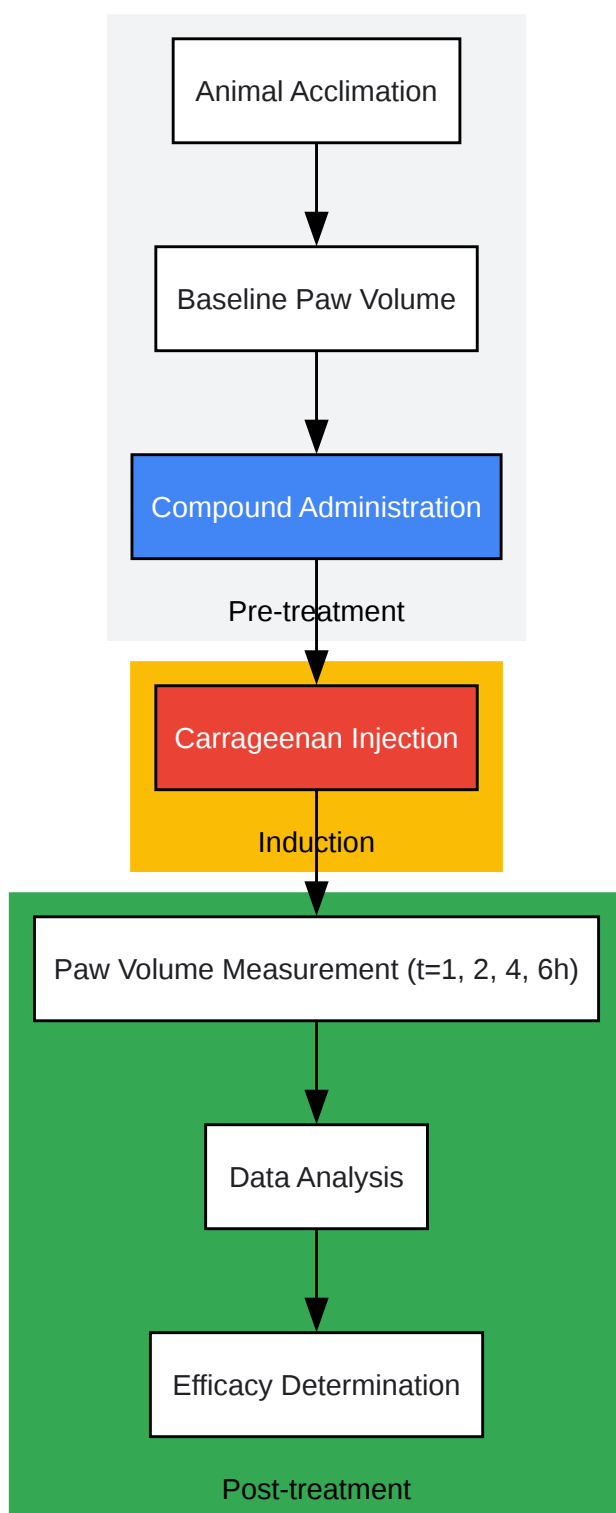 Animal Acclimation
Baseline Paw Volume
Compound Administration
Pre-treatment
Carrageenan Injection
Induction
Paw Volume Measurement (t=1, 2, 4, 6h)
Data Analysis
Efficacy Determination
Post-treatment